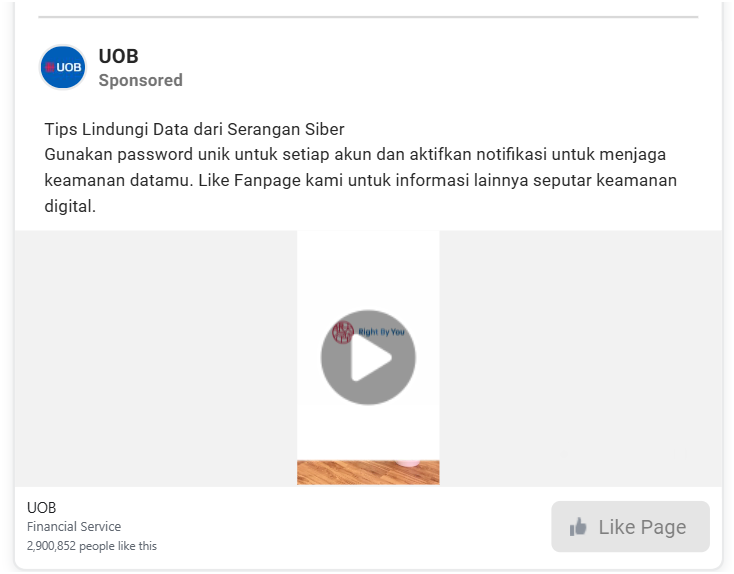 UOB
UOB
Sponsored
Tips Lindungi Data dari Serangan Siber
Gunakan password unik untuk setiap akun dan aktifkan notifikasi untuk menjaga
keamanan datamu. Like Fanpage kami untuk informasi lainnya seputar keamanan
digital.
Right By You
UOB
Financial Service
2,900,852 people like this
Like Page